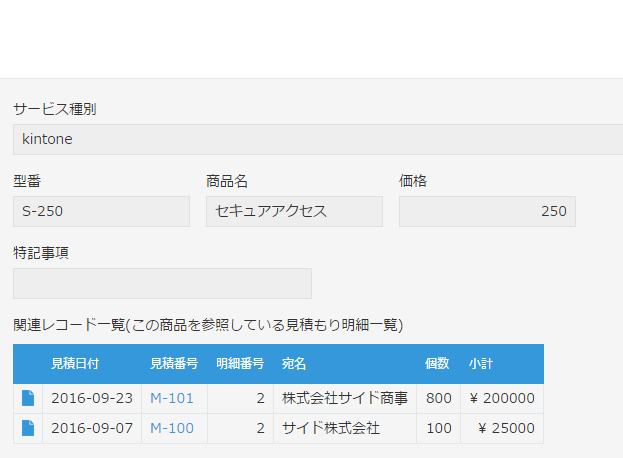 サービス種別
kintone
型番 商品名 価格
S-250 セキュアアクセス 250
特記事項
関連レコード一覧(この商品を参照している見積もり明細一覧)
見積日付 見積番号 明細番号 宛名 個数 小計
2016-09-23 M-101 2 株式会社サイド商事 800 ¥ 200000
2016-09-07 M-100 2 サイド株式会社 100 ¥ 25000